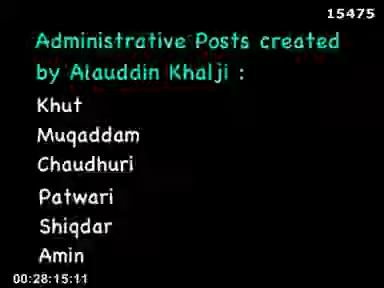 15475
Administrative Posts created
by Alauddin Khalji :
Khut
Muqaddam
Chaudhuri
Patwari
Shiqdar
Amin
00:28:15:11